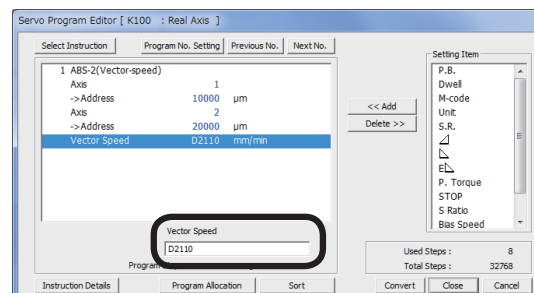 Servo Program Editor [ K100 : Real Axis ]
Select Instruction Program No. Setting Previous No. Next No.
Setting Item
1 ABS-2(Vector-speed)
Axis 1
->Address 10000 μm
Axis 2
->Address 20000 μm
Vector Speed D2110 mm/min
<< Add
Delete >>
P.B.
Dwell
M-code
Unit
S.R.
E
P. Torque
STOP
S Ratio
Bias Speed
Vector Speed
D2110
Used Steps : 8
Total Steps : 32768
Instruction Details Program Allocation Sort Convert Close Cancel